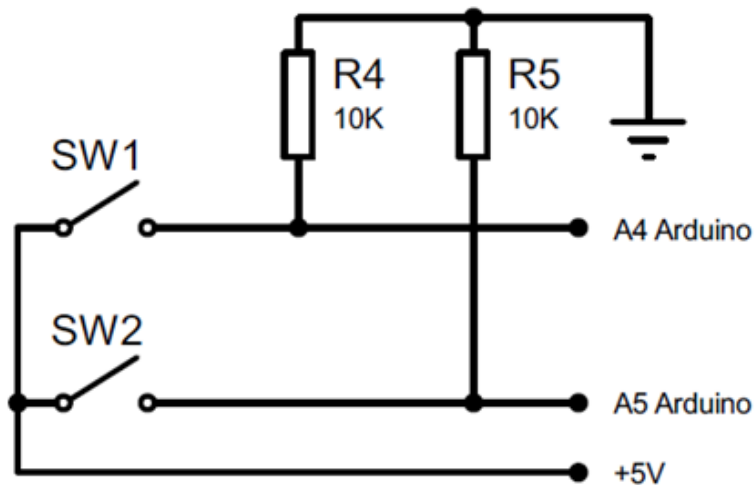 R4
10K
R5
10K
SW1
A4 Arduino
SW2
A5 Arduino
+5V